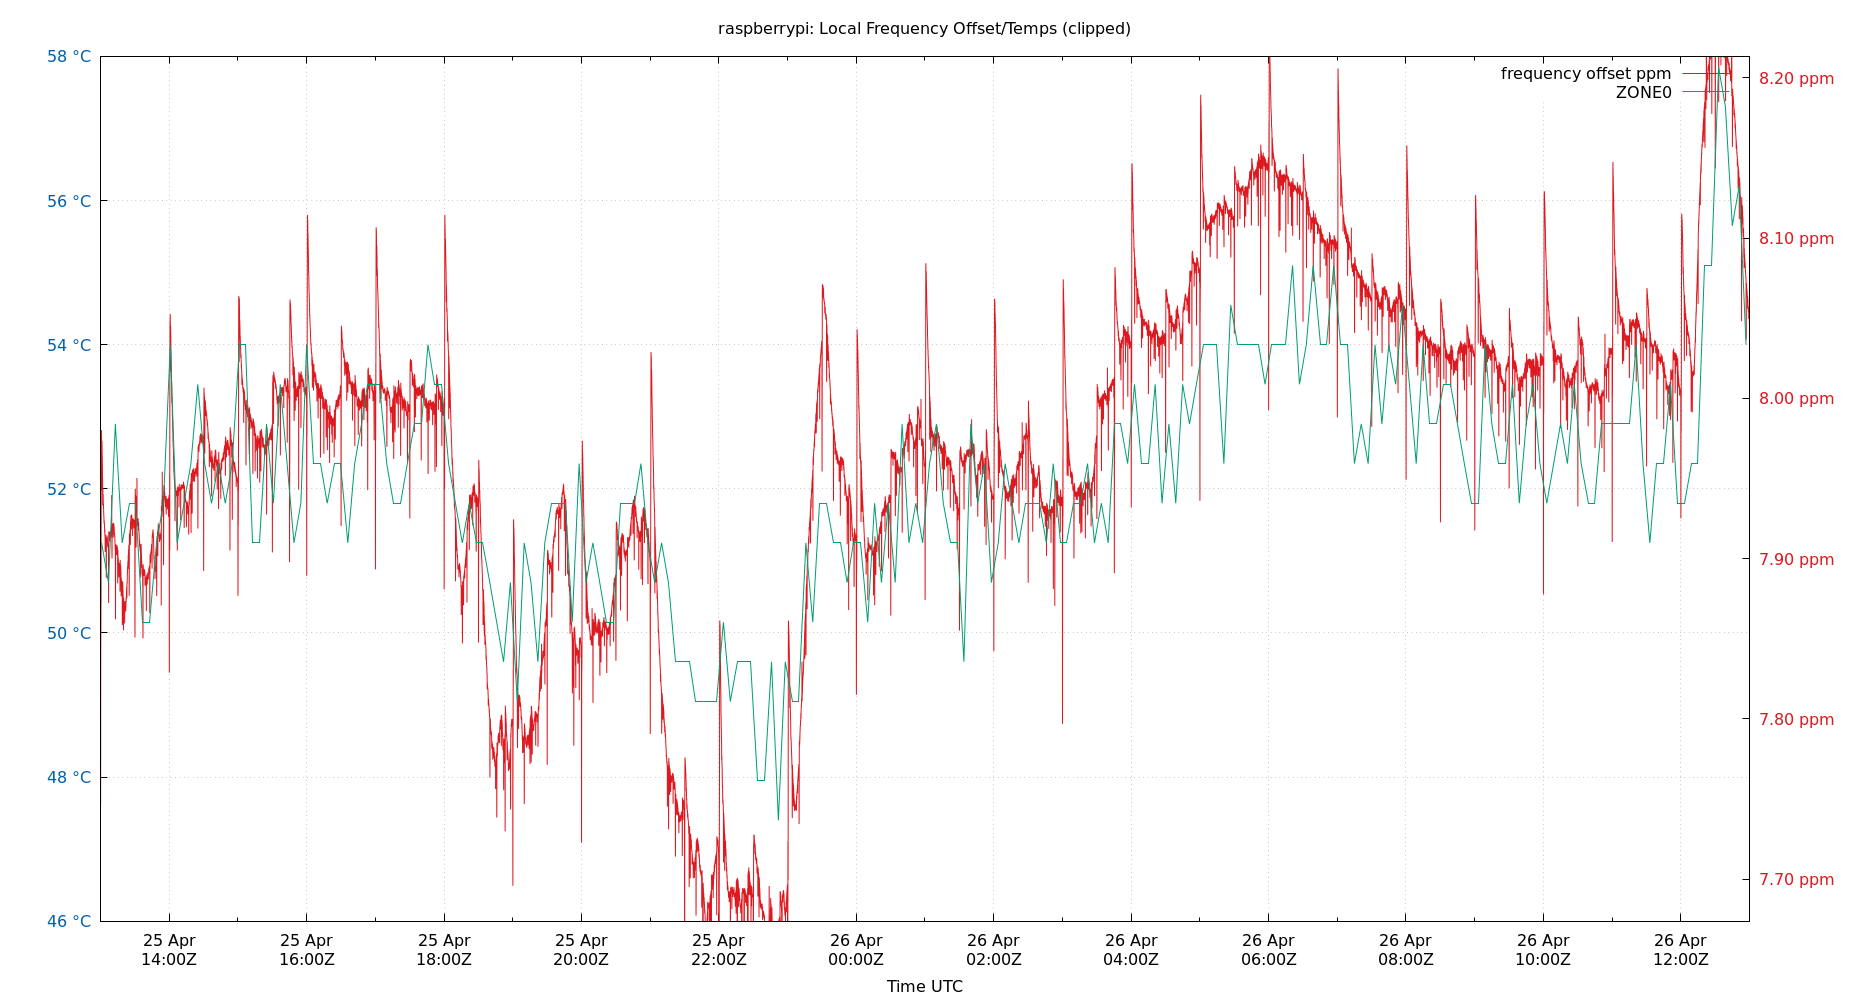 raspberrypi: Local Frequency Offset/Temps (clipped)
frequency offset ppm
ZONE0
58 °C
56 °C
54 °C
52 °C
50 °C
48 °C
46 °C
8.20 ppm
8.10 ppm
8.00 ppm
7.90 ppm
7.80 ppm
7.70 ppm
25 Apr 25 Apr 25 Apr 25 Apr 25 Apr 26 Apr 26 Apr 26 Apr 26 Apr 26 Apr 26 Apr 26 Apr
14:00Z 16:00Z 18:00Z 20:00Z 22:00Z 00:00Z 02:00Z 04:00Z 06:00Z 08:00Z 10:00Z 12:00Z
Time UTC